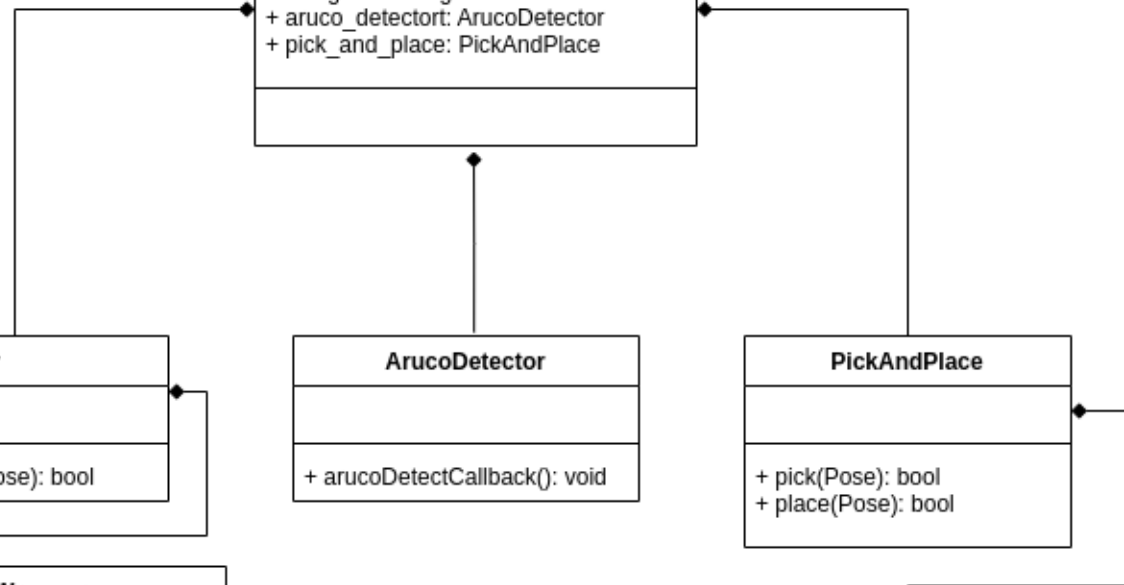 + aruco_detectort: ArucoDetector
+ pick_and_place: PickAndPlace
ArucoDetector
PickAndPlace
ose): bool
+ arucoDetectCallback(): void
+ pick(Pose): bool
+ place(Pose): bool